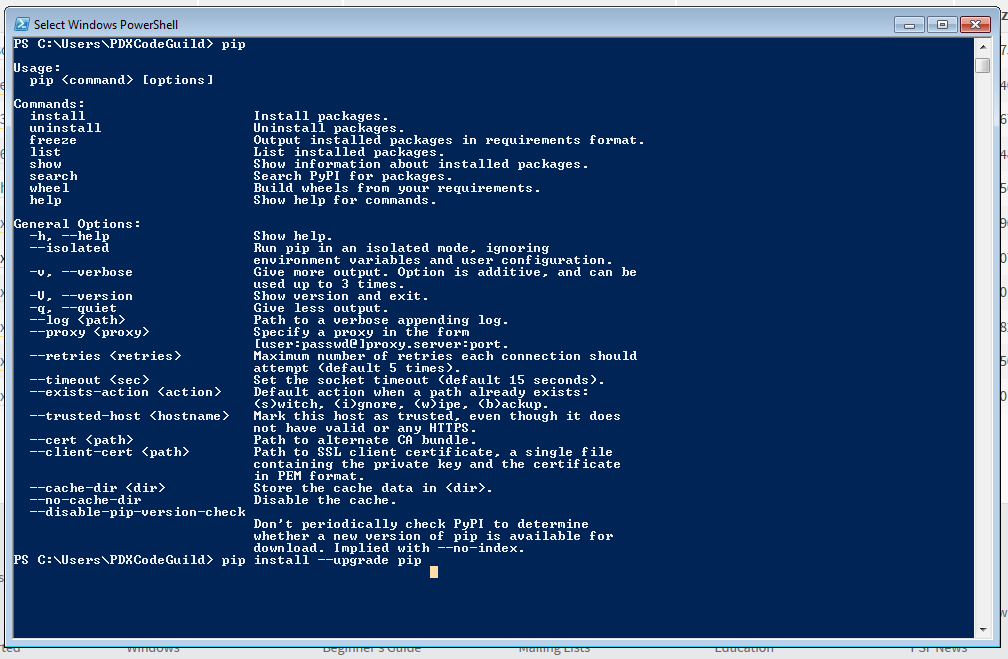 Select Windows PowerShell
PS C:\Users\PDXCodeGuild> pip
Usage:
pip <command> [options]
Commands:
install Install packages.
uninstall Uninstall packages.
freeze Output installed packages in requirements format.
list List installed packages.
show Show information about installed packages.
search Search PyPI for packages.
wheel Build wheels from your requirements.
help Show help for commands.
General Options:
-h, --help Show help.
--isolated Run pip in an isolated mode, ignoring
environment variables and user configuration.
-v, --verbose Give more output. Option is additive, and can be
used up to 3 times.
-V, --version Show version and exit.
-q, --quiet Give less output.
--log <path> Path to a verbose appending log.
--proxy <proxy> Specify a proxy in the form
[user:passwd@]proxy.server:port.
--retries <retries> Maximum number of retries each connection should
attempt (default 5 times).
--timeout <sec> Set the socket timeout (default 15 seconds).
--exists-action <action> Default action when a path already exists:
(s)witch, (i)gnore, (w)ipe, (b)ackup.
--trusted-host <hostname> Mark this host as trusted, even though it does
not have valid or any HTTPS.
--cert <path> Path to alternate CA bundle.
--client-cert <path> Path to SSL client certificate, a single file
containing the private key and the certificate
in PEM format.
--cache-dir <dir> Store the cache data in <dir>.
--no-cache-dir Disable the cache.
--disable-pip-version-check
Don't periodically check PyPI to determine
whether a new version of pip is available for
download. Implied with --no-index.
PS C:\Users\PDXCodeGuild> pip install --upgrade pip
Windows Beginner's Guide Mailing Lists Education PSF News